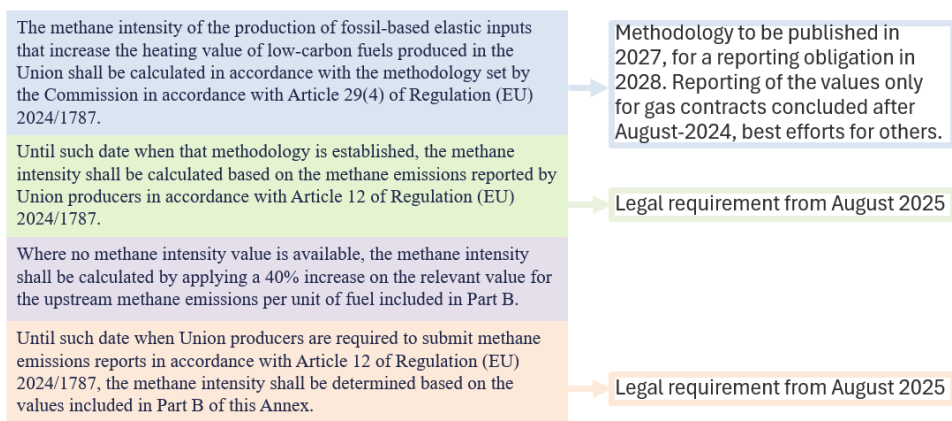 The methane intensity of the production of fossil-based elastic inputs
that increase the heating value of low-carbon fuels produced in the
Union shall be calculated in accordance with the methodology set by
the Commission in accordance with Article 29(4) of Regulation (EU)
2024/1787.
Methodology to be published in
2027, for a reporting obligation in
2028. Reporting of the values only
for gas contracts concluded after
August-2024, best efforts for others.
Until such date when that methodology is established, the methane
intensity shall be calculated based on the methane emissions reported by
Union producers in accordance with Article 12 of Regulation (EU)
2024/1787.
Legal requirement from August 2025
Where no methane intensity value is available, the methane intensity
shall be calculated by applying a 40% increase on the relevant value for
the upstream methane emissions per unit of fuel included in Part B.
Until such date when Union producers are required to submit methane
emissions reports in accordance with Article 12 of Regulation (EU)
2024/1787, the methane intensity shall be determined based on the
values included in Part B of this Annex.
Legal requirement from August 2025